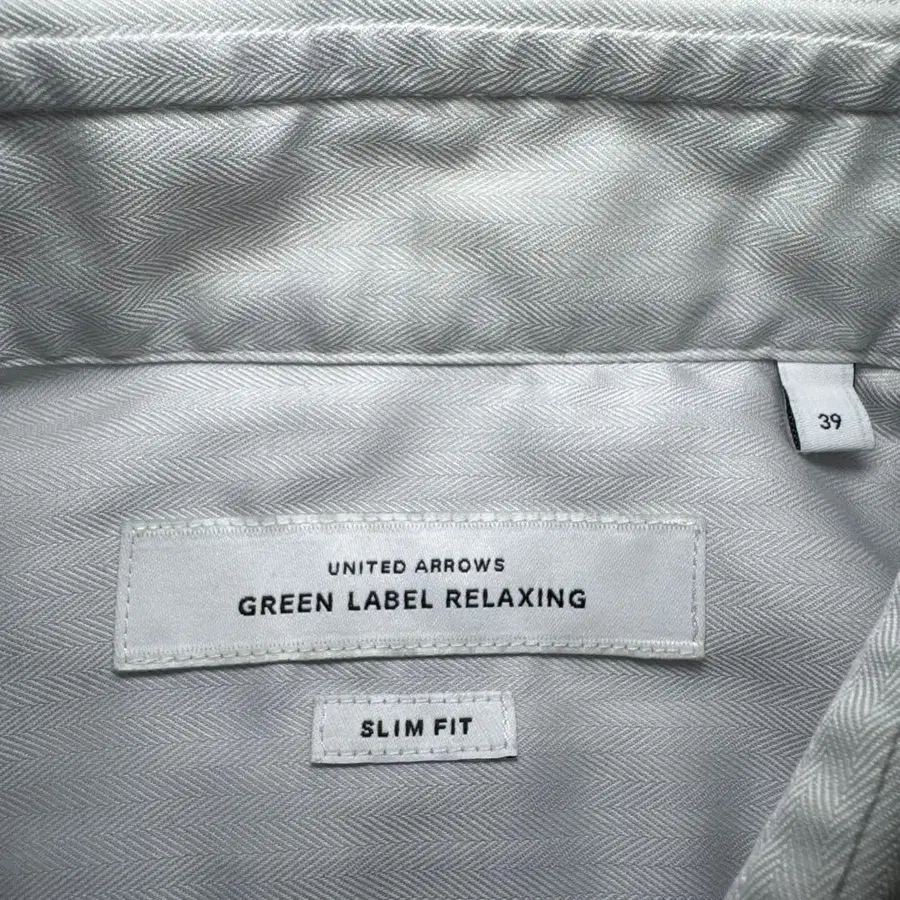 39
UNITED ARROWS
GREEN LABEL RELAXING
SLIM FIT